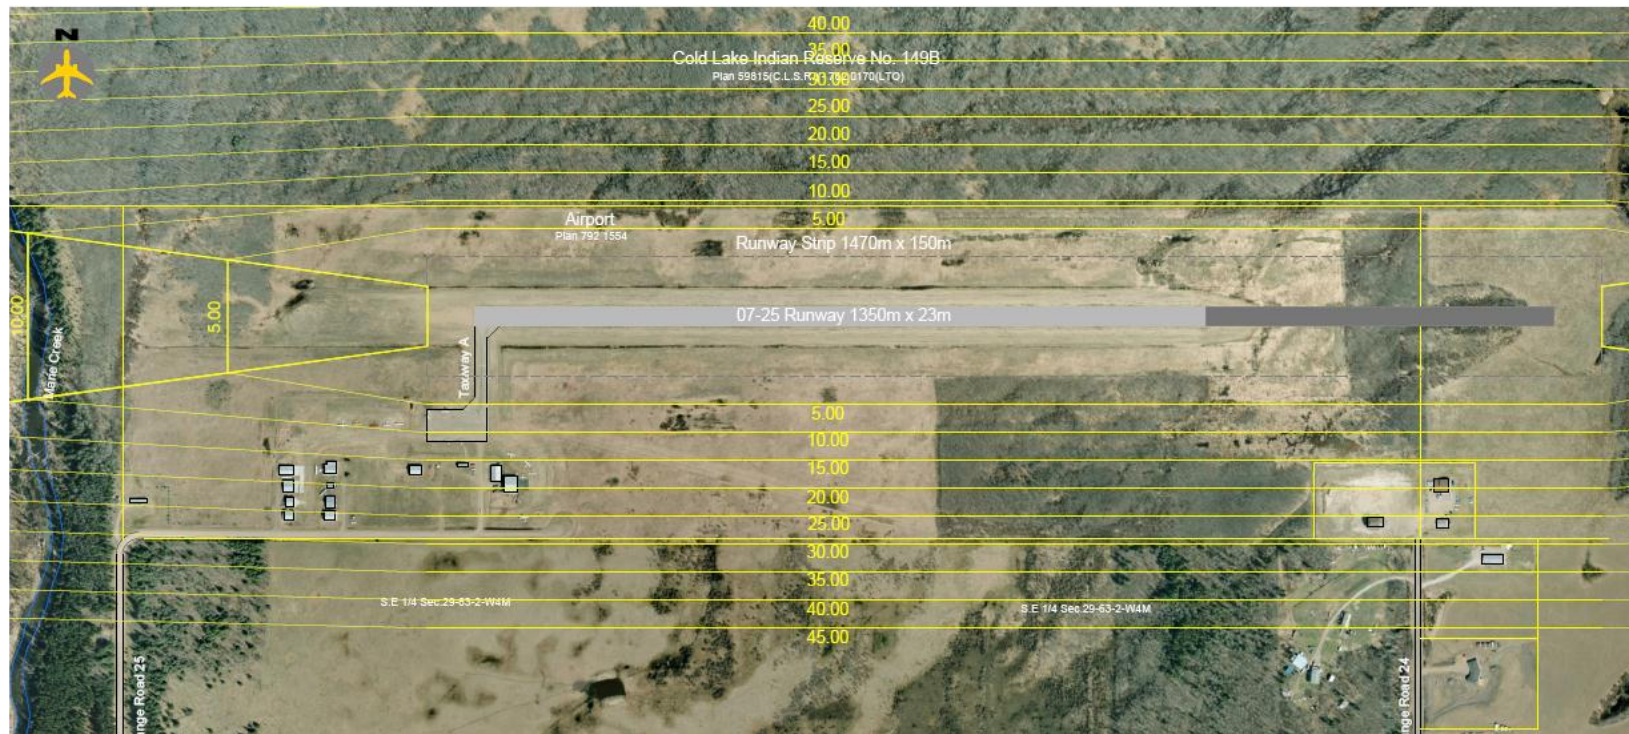 N
40.00
35.00
Cold Lake Indian Reserve No. 149B
30.00
25.00
20.00
15.00
10.00
Airport
5.00
Plan 792 1554
Runway Strip 1470m x 150m
10.00
5.00
07-25 Runway 1350m x 23m
Marie Creek
Taxiway A
5.00
10.00
15.00
20.00
25.00
30.00
35.00
S.E 1/4 Sec.29-63-2-W4M
40.00
S.E 1/4 Sec.29-63-2-W4M
45.00
nge Road 25
nge Road 24